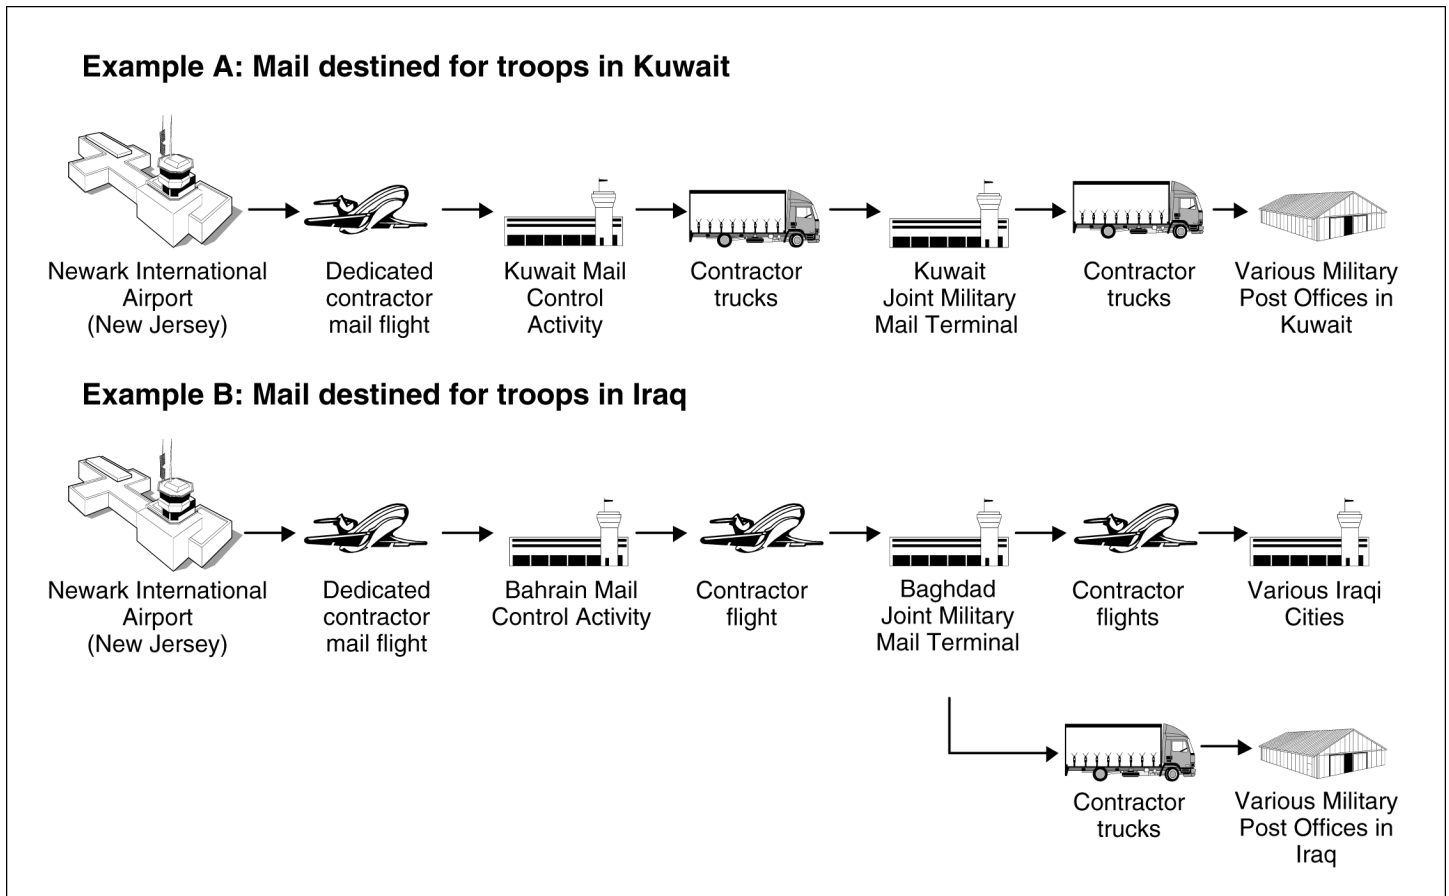 Example A: Mail destined for troops in Kuwait
Newark International
Airport
(New Jersey)
Dedicated
contractor
mail flight
Kuwait Mail
Control
Activity
Contractor
trucks
Kuwait
Joint Military
Mail Terminal
Contractor
trucks
Various Military
Post Offices in
Kuwait
Example B: Mail destined for troops in Iraq
Newark International
Airport
(New Jersey)
Dedicated
contractor
mail flight
Bahrain Mail
Control Activity
Contractor
flight
Baghdad
Joint Military
Mail Terminal
Contractor
flights
Various Iraqi
Cities
Contractor
trucks
Various Military
Post Offices in
Iraq